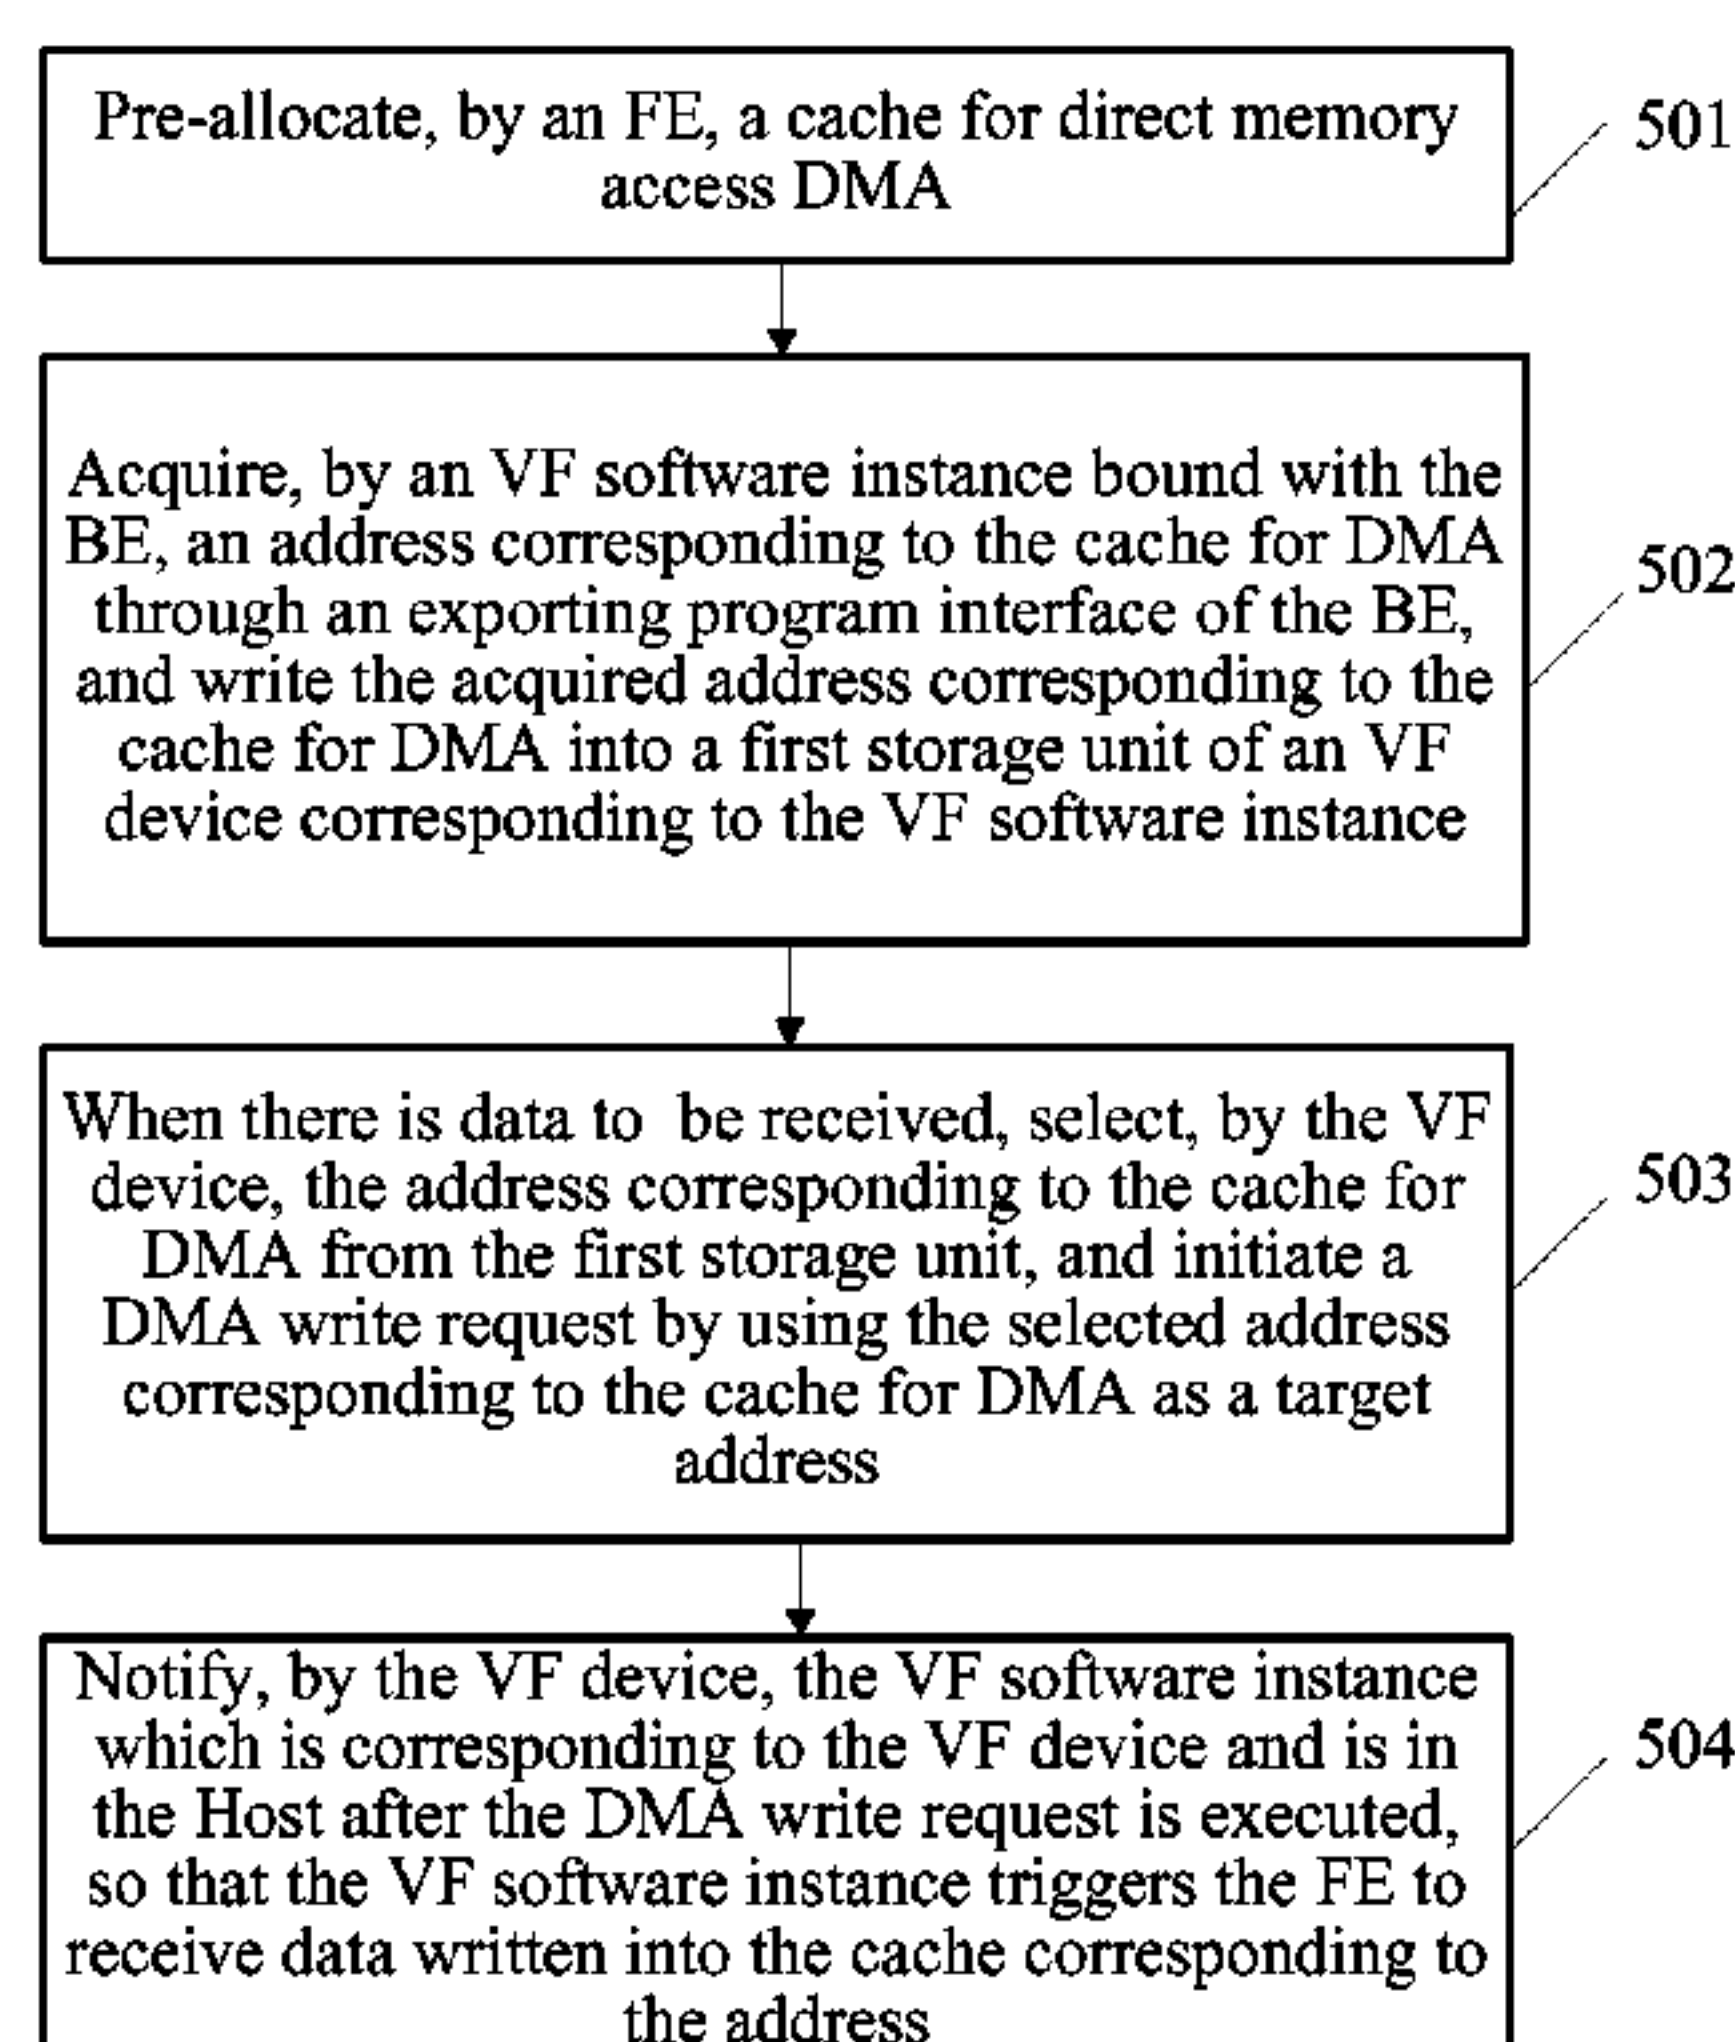 Pre-allocate, by an FE, a cache for direct memory
access DMA
501
Acquire, by an VF software instance bound with the
BE, an address corresponding to the cache for DMA
through an exporting program interface of the BE,
and write the acquired address corresponding to the
cache for DMA into a first storage unit of an VF
device corresponding to the VF software instance
502
When there is data to be received, select, by the VF
device, the address corresponding to the cache for
DMA from the first storage unit, and initiate a
DMA write request by using the selected address
corresponding to the cache for DMA as a target
address
503
Notify, by the VF device, the VF software instance
which is corresponding to the VF device and is in
the Host after the DMA write request is executed,
so that the VF software instance triggers the FE to
receive data written into the cache corresponding to
the address
504